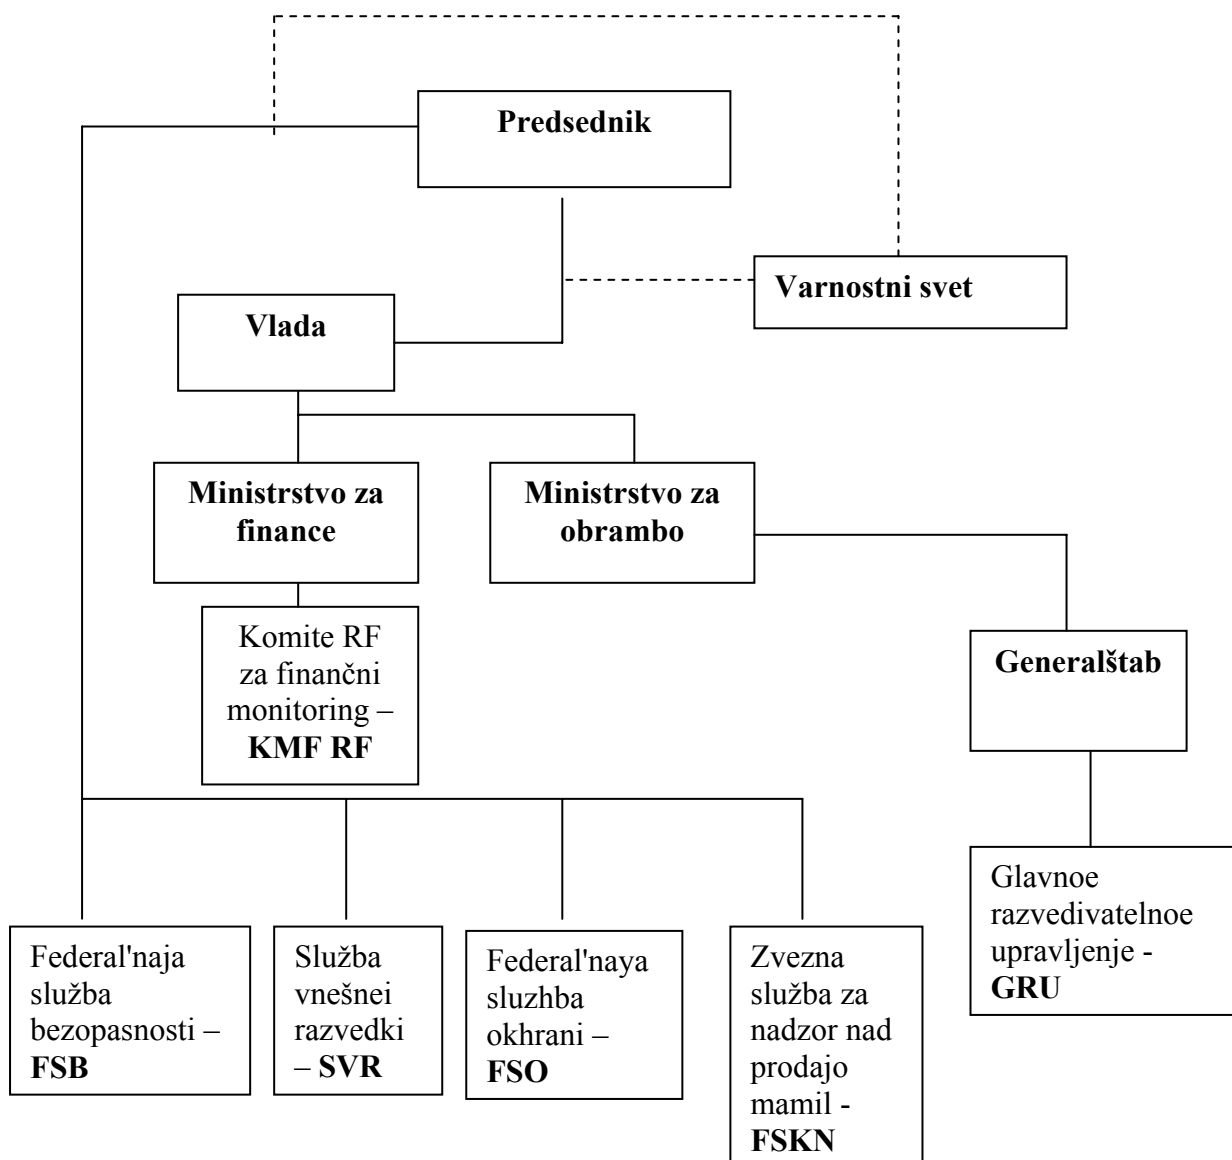 Predsednik
Varnostni svet
Vlada
Ministrstvo za
finance
Ministrstvo za
obrambo
Komite RF
za finančni
monitoring –
KMF RF
Generalštab
Glavnoe
razvedivatelnoe
upravljenje -
GRU
Federal'naja
služba
bezopasnosti –
FSB
Služba
vnešnei
razvedki
– SVR
Federal'naya
sluzhba
okhrani –
FSO
Zvezna
služba za
nadzor nad
prodajo
mamil -
FSKN